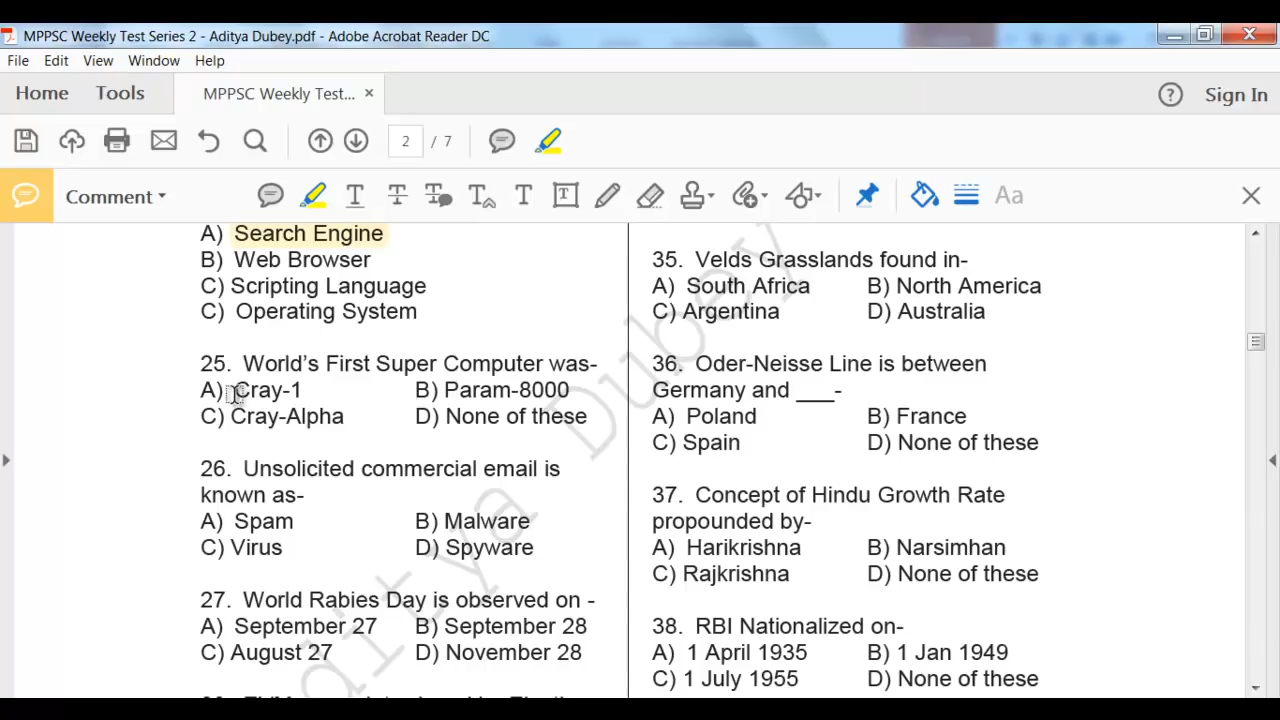 MPPSC Weekly Test Series 2 - Aditya Dubey.pdf - Adobe Acrobat Reader DC
File Edit View Window Help
Home Tools MPPSC Weekly Test... × Sign In
2 / 7
Comment
Aa
A) Search Engine
B) Web Browser
C) Scripting Language
C) Operating System
25. World's First Super Computer was-
A) Cray-1 B) Param-8000
C) Cray-Alpha D) None of these
26. Unsolicited commercial email is
known as-
A) Spam B) Malware
C) Virus D) Spyware
27. World Rabies Day is observed on -
A) September 27 B) September 28
C) August 27 D) November 28
35. Velds Grasslands found in-
A) South Africa B) North America
C) Argentina D) Australia
36. Oder-Neisse Line is between
Germany and ___-
A) Poland B) France
C) Spain D) None of these
37. Concept of Hindu Growth Rate
propounded by-
A) Harikrishna B) Narsimhan
C) Rajkrishna D) None of these
38. RBI Nationalized on-
A) 1 April 1935 B) 1 Jan 1949
C) 1 July 1955 D) None of these
aditya Dubey